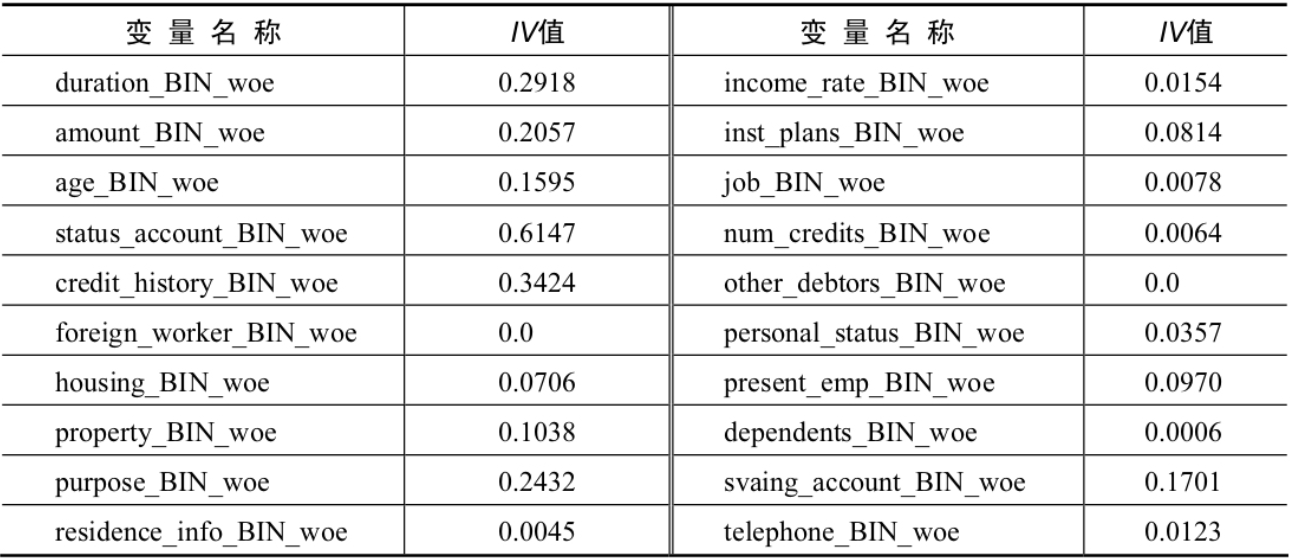 变 量 名 称 IV值 变 量 名 称 IV值
duration_BIN_woe 0.2918 income_rate_BIN_woe 0.0154
amount_BIN_woe 0.2057 inst_plans_BIN_woe 0.0814
age_BIN_woe 0.1595 job_BIN_woe 0.0078
status_account_BIN_woe 0.6147 num_credits_BIN_woe 0.0064
credit_history_BIN_woe 0.3424 other_debtors_BIN_woe 0.0
foreign_worker_BIN_woe 0.0 personal_status_BIN_woe 0.0357
housing_BIN_woe 0.0706 present_emp_BIN_woe 0.0970
property_BIN_woe 0.1038 dependents_BIN_woe 0.0006
purpose_BIN_woe 0.2432 svaing_account_BIN_woe 0.1701
residence_info_BIN_woe 0.0045 telephone_BIN_woe 0.0123